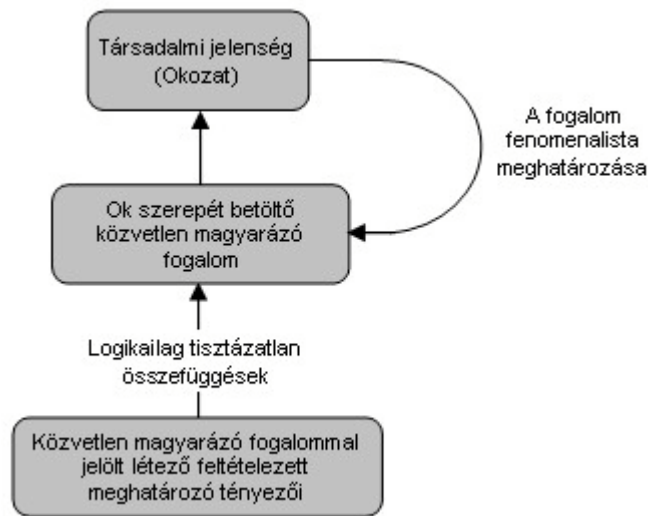 Társadalmi jelenség
(Okozat)
A fogalom
fenomenalista
meghatározása
Ok szerepét betöltő
közvetlen magyarázó
fogalom
Logikailag tisztázatlan
összefüggések
Közvetlen magyarázó fogalommal
jelölt létező feltételezett
meghatározó tényezői